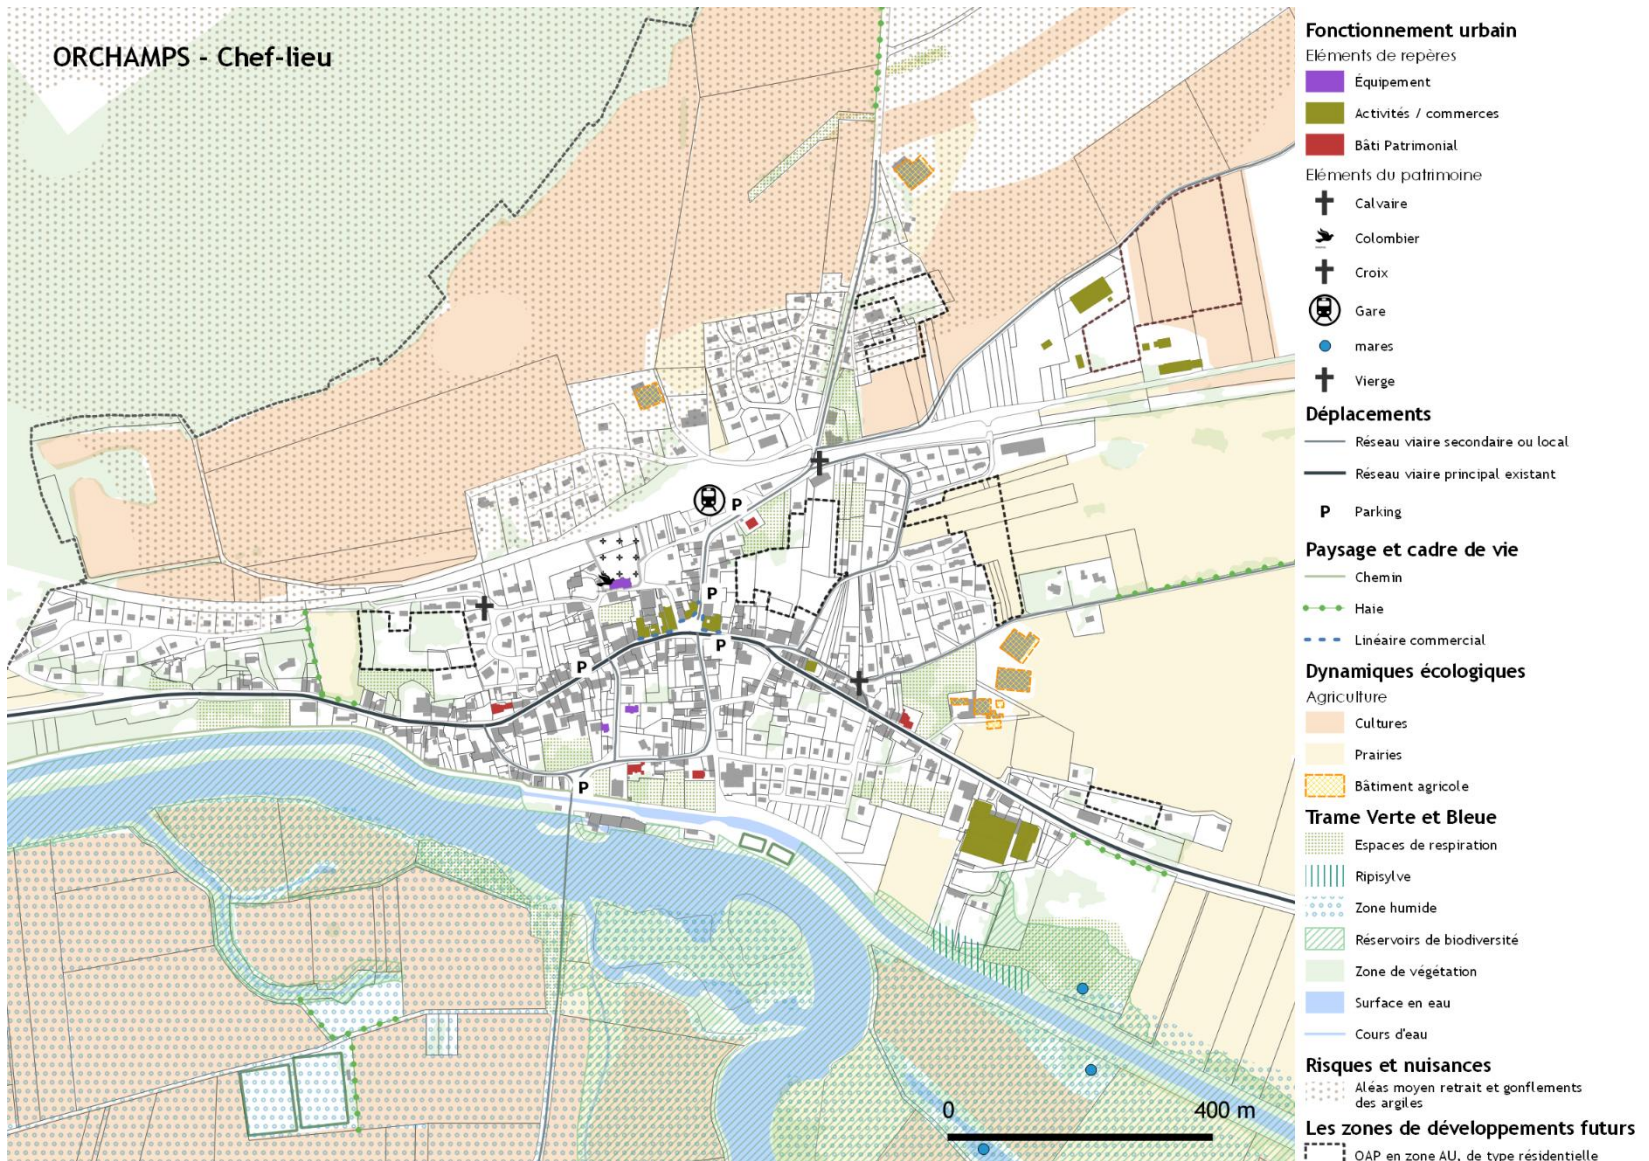 ORCHAMPS - Chef-lieu
P
P
P
P
P
0
400 m
Fonctionnement urbain
Eléments de repères
Équipement
Activités / commerces
Bâti Patrimonial
Eléments du patrimoine
Calvaire
Colombier
Croix
Gare
mares
Vierge
Déplacements
Réseau viaire secondaire ou local
Réseau viaire principal existant
P Parking
Paysage et cadre de vie
Chemin
Haie
Linéaire commercial
Dynamiques écologiques
Agriculture
Cultures
Prairies
Bâtiment agricole
Trame Verte et Bleue
Espaces de respiration
Ripisylve
Zone humide
Réservoirs de biodiversité
Zone de végétation
Surface en eau
Cours d'eau
Risques et nuisances
Aléas moyen retrait et gonflements
des argiles
Les zones de développements futurs
OAP en zone AU, de type résidentielle